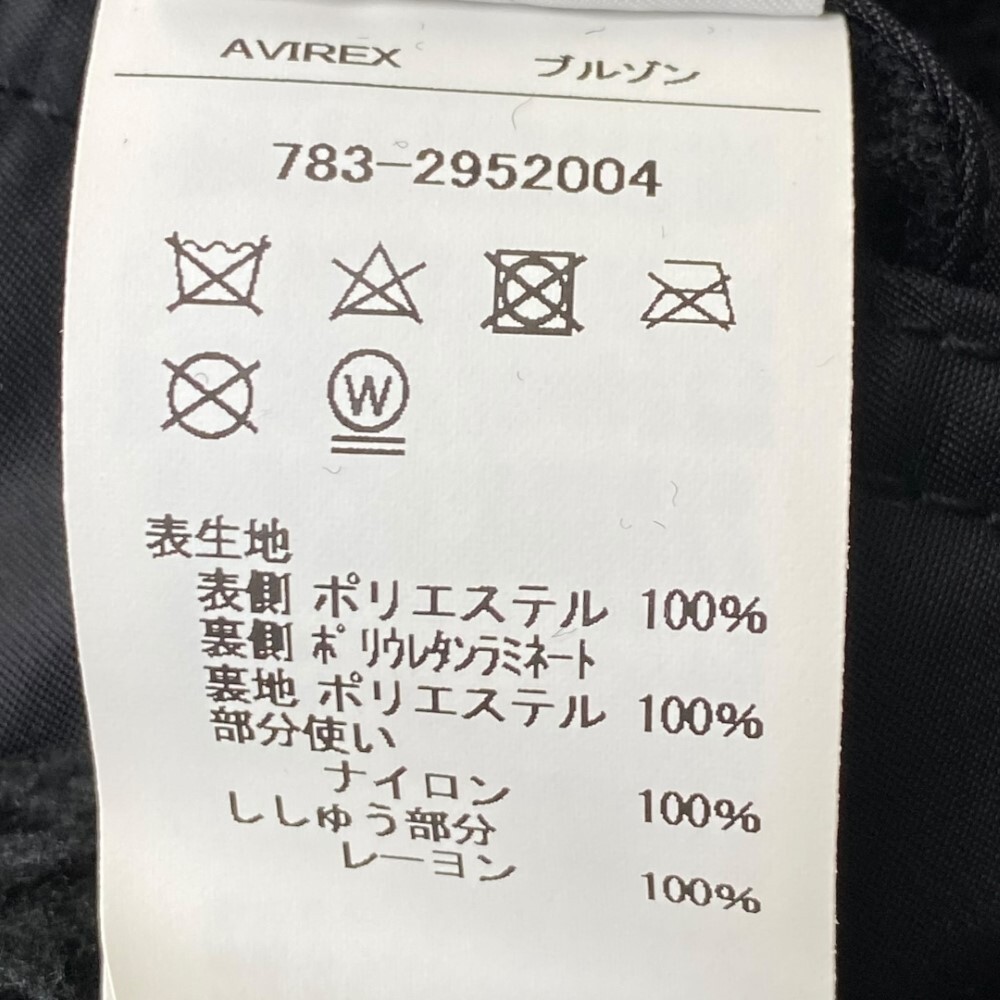 AVIREX ブルゾン
783-2952004
W
表生地
表側 ポリエステル 100%
裏側 ポリウレタンラミネート
裏地 ポリエステル 100%
部分使い
ナイロン 100%
ししゅう部分
レーヨン 100%